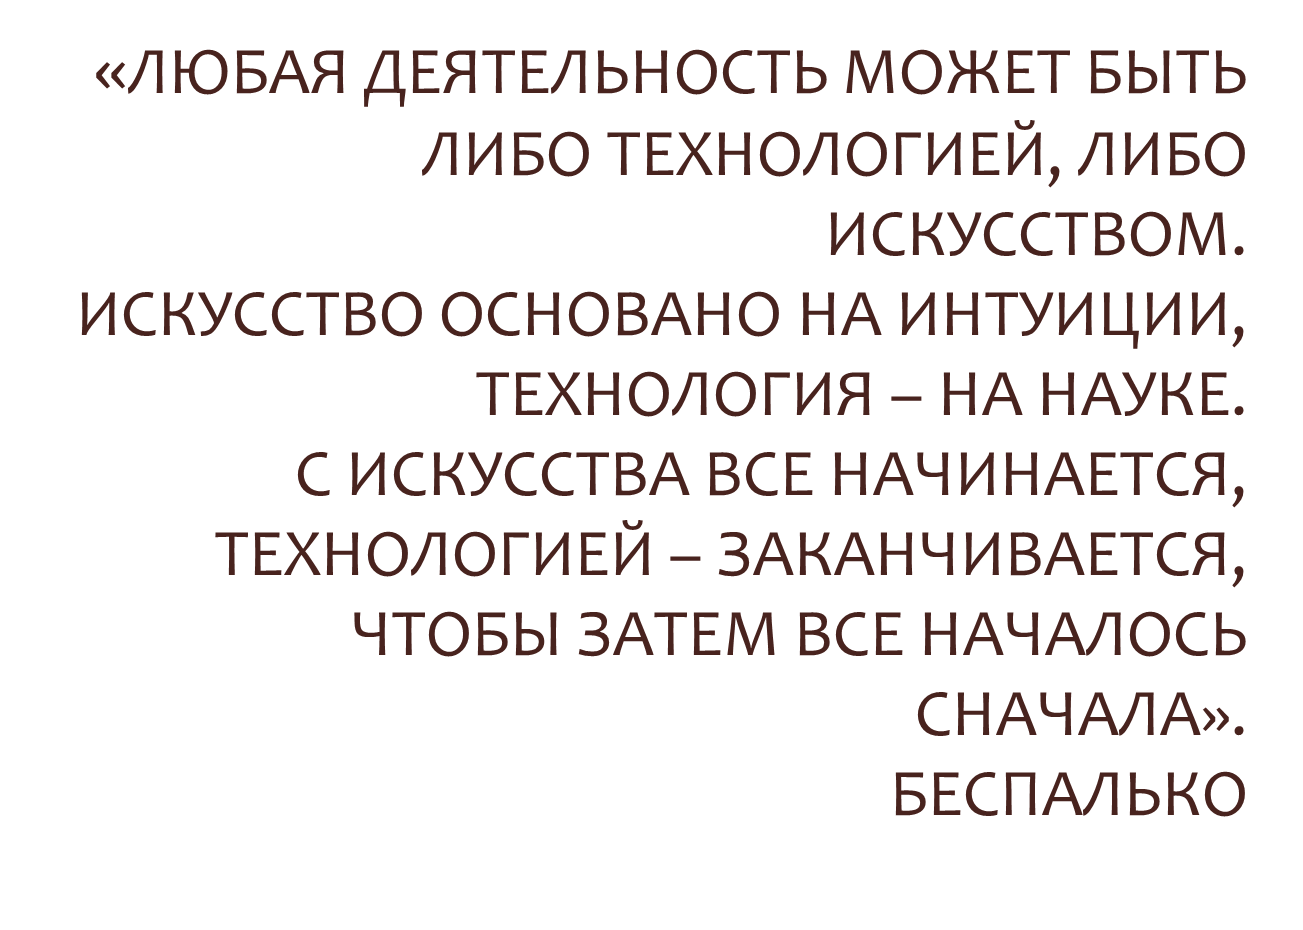 «ЛЮБАЯ ДЕЯТЕЛЬНОСТЬ МОЖЕТ БЫТЬ
ЛИБО ТЕХНОЛОГИЕЙ, ЛИБО
ИСКУССТВОМ.
ИСКУССТВО ОСНОВАНО НА ИНТУИЦИИ,
ТЕХНОЛОГИЯ – НА НАУКЕ.
С ИСКУССТВА ВСЕ НАЧИНАЕТСЯ,
ТЕХНОЛОГИЕЙ – ЗАКАНЧИВАЕТСЯ,
ЧТОБЫ ЗАТЕМ ВСЕ НАЧАЛОСЬ
СНАЧАЛА».
БЕСПАЛЬКО